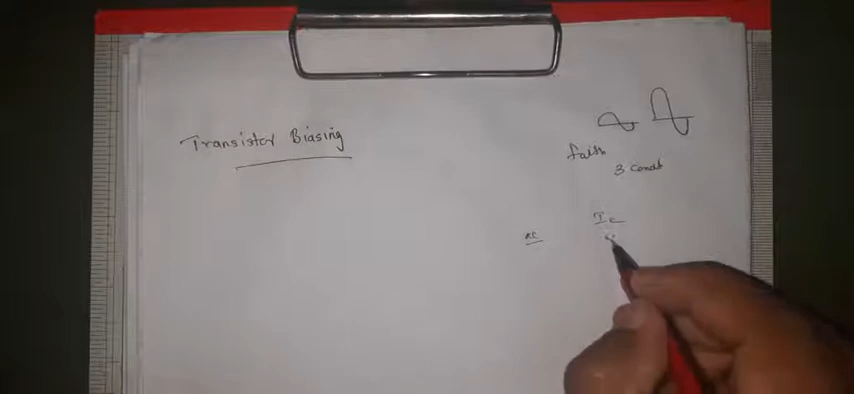 Transistor Biasing
faith
3 condt
Ic